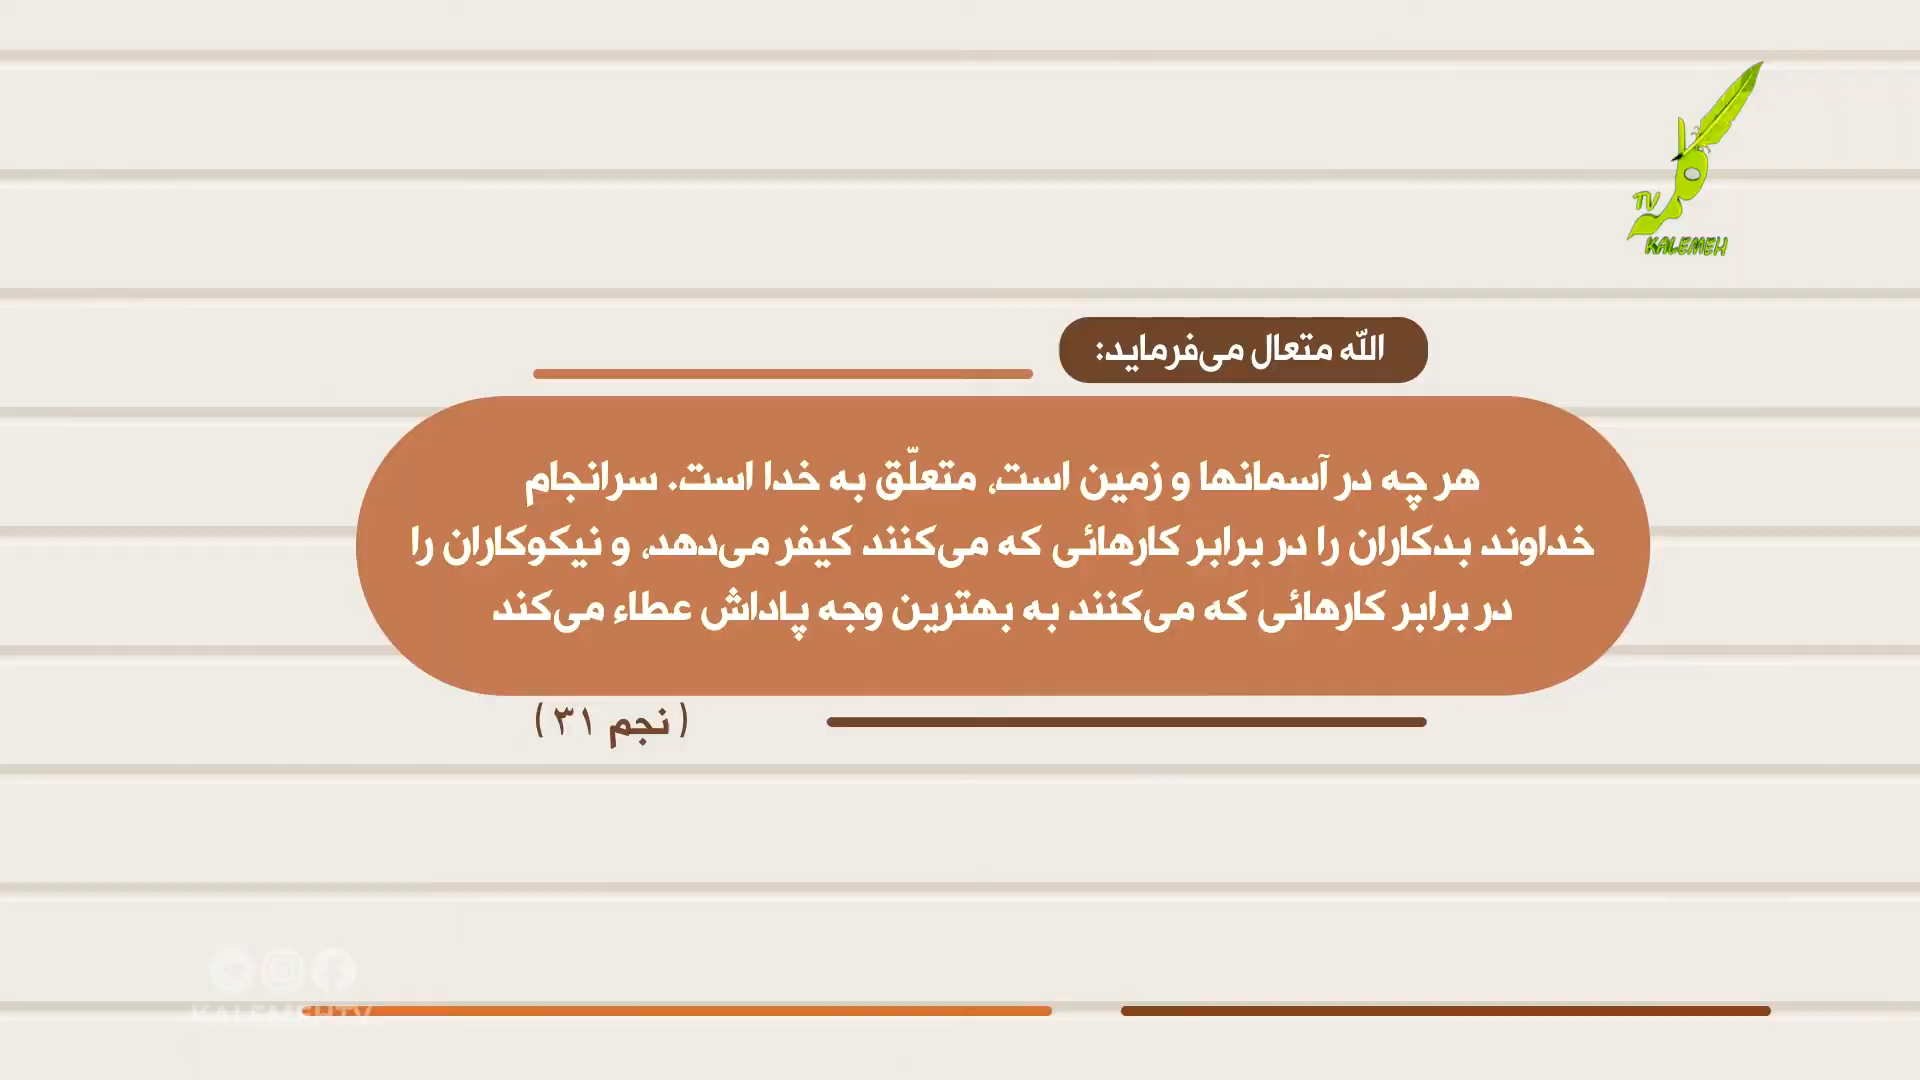 TV
KALEMEH
الله متعال می‌فرماید:
هر چه در آسمانها و زمین است، متعلّق به خدا است. سرانجام
خداوند بدکاران را در برابر کارهائی که می‌کنند کیفر می‌دهد، و نیکوکاران را
در برابر کارهائی که می‌کنند به بهترین وجه پاداش عطاء می‌کند
(نجم ۳۱)
KALEMEHTV